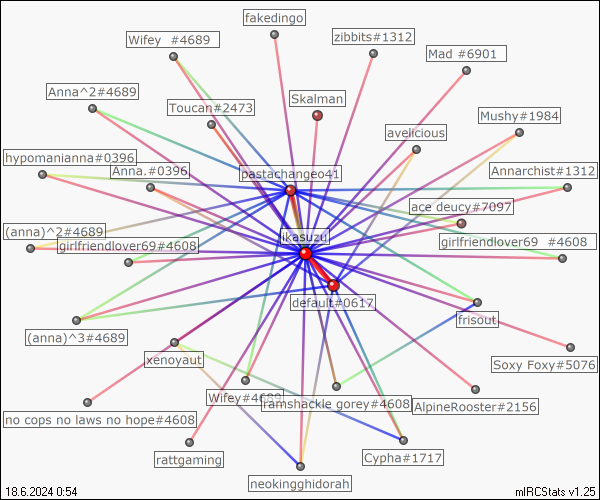 fakedingo
zibbits#1312
Wifey  #4689
Mad #6901
Anna^2#4689
Skalman
Toucan#2473
Mushy#1984
avelicious
hypomanianna#0396
Anna.#0396
pastachangeo41
Annarchist#1312
ace deucy#7097
(anna)^2#4689
ikasuzu
girlfriendlover69#4608
girlfriendlover69  #4608
default#0617
frisout
(anna)^3#4689
xenoyaut
Soxy Foxy#5076
Wifey#4689
ramshackle gorey#4608
AlpineRooster#2156
no cops no laws no hope#4608
rattgaming
Cypha#1717
neokingghidorah
18.6.2024 0:54
mIRCStats v1.25